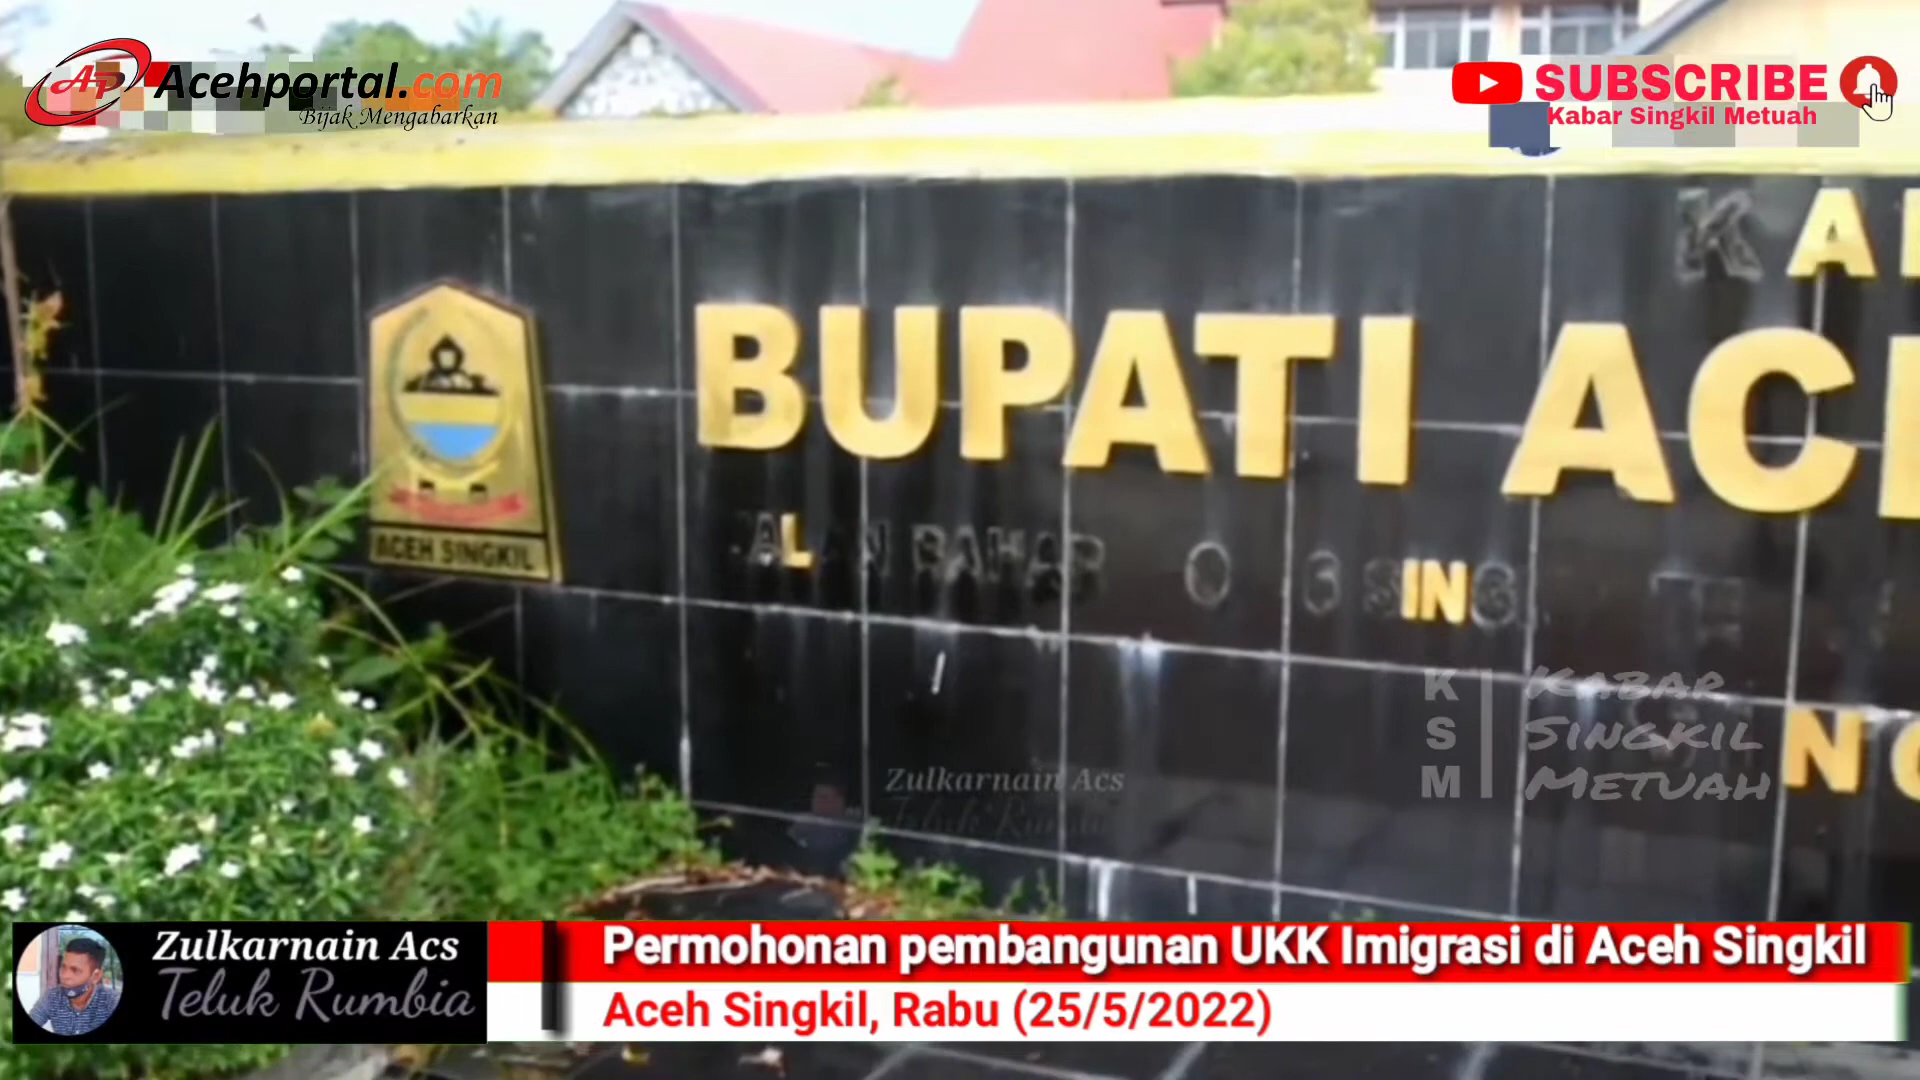 AP Acehportal.com
Bijak Mengabarkan
SUBSCRIBE
Kabar Singkil Metuah
BUPATI AC
ACEH SINGKIL
KSM
Kabar
Singkil
Metuah
Zulkarnain Acs
Zulkarnain Acs
Teluk Rumbia
Permohonan pembangunan UKK Imigrasi di Aceh Singkil
Aceh Singkil, Rabu (25/5/2022)